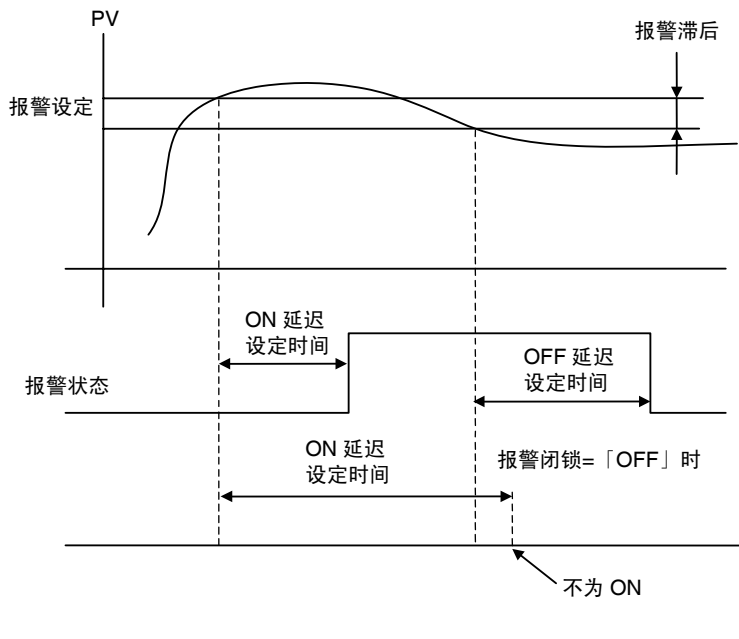 PV
报警滞后
报警设定
ON 延迟
设定时间
OFF 延迟
设定时间
报警状态
ON 延迟
设定时间
报警闭锁=「OFF」时
不为 ON